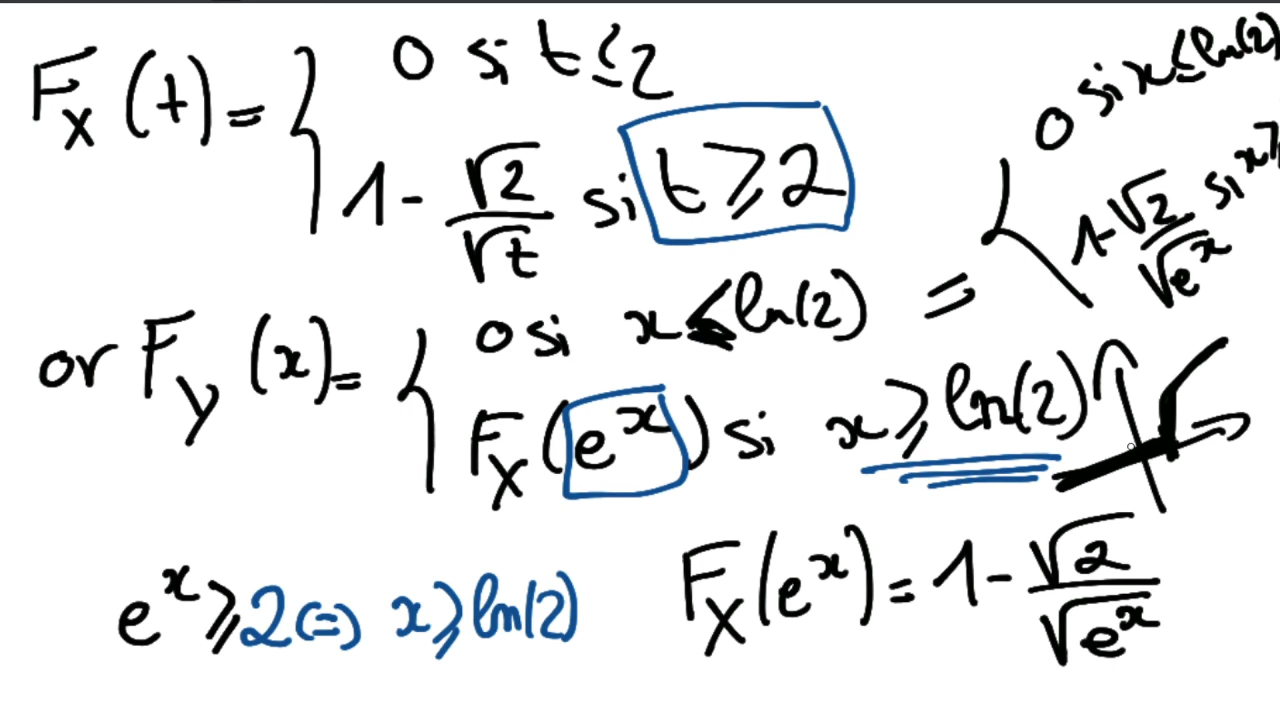 F_X(t) = { 0 si t ≤ 2
1 - √2/√t si t ≥ 2
or F_Y(x) = { 0 si x ≤ ln(2)
F_X(e^x) si x ≥ ln(2)
= { 0 si x ≤ ln(2)
1 - √2/√e^x si x ≥
e^x ≥ 2 ⇔ x ≥ ln(2)
F_X(e^x) = 1 - √2/√e^x